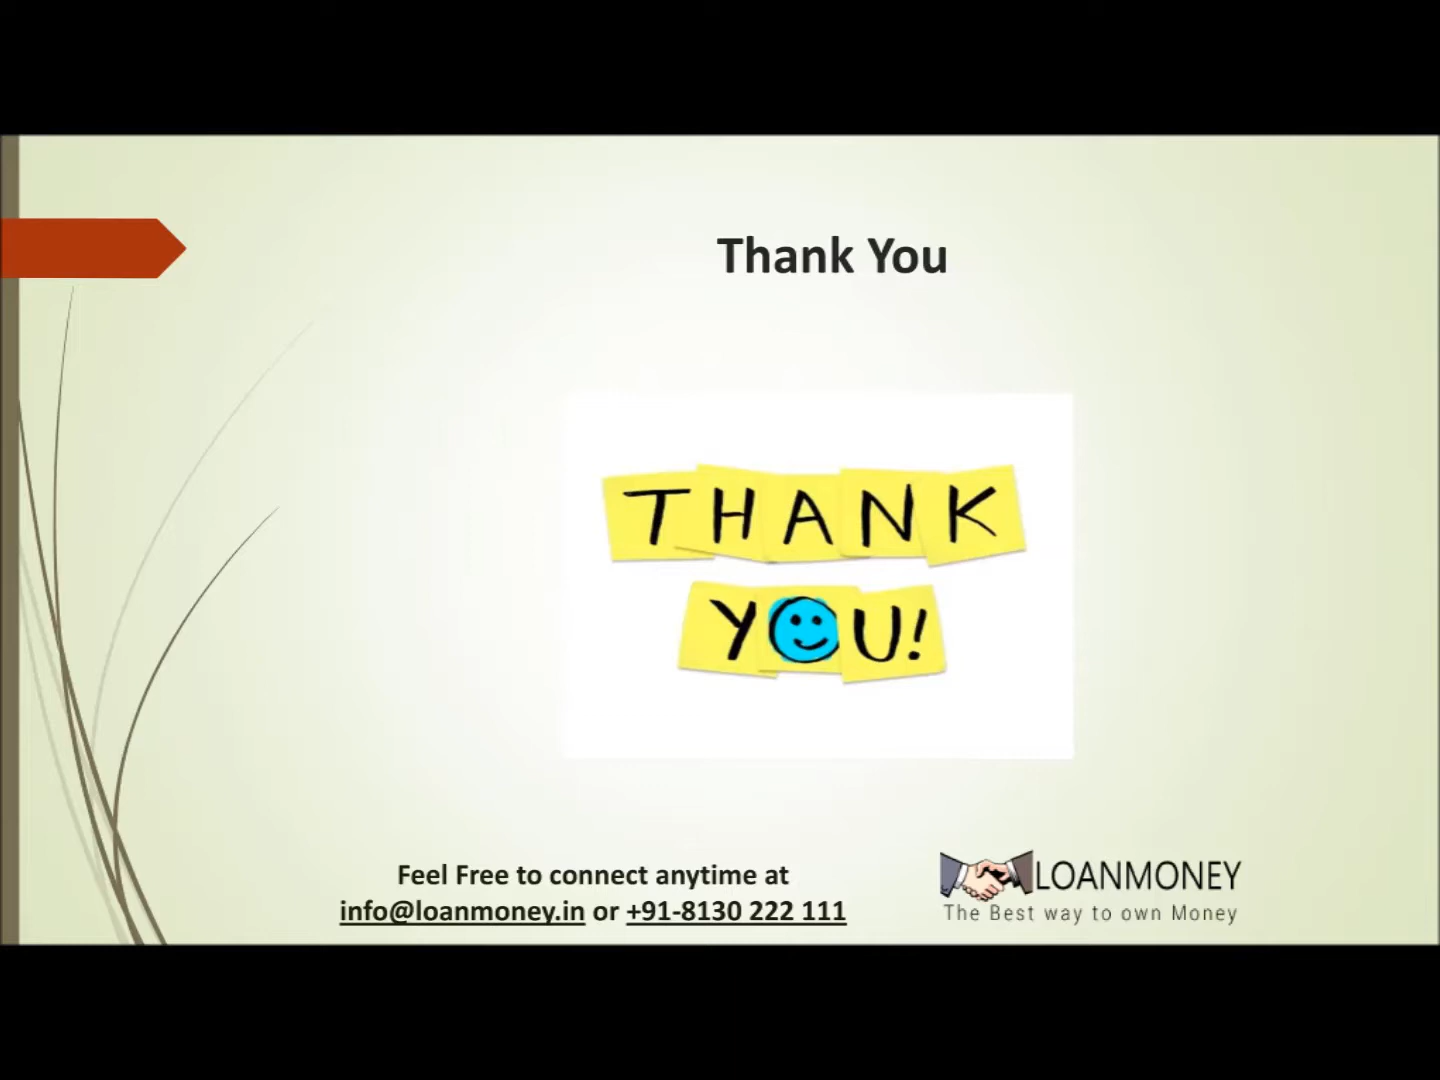 Thank You
THANK
YOU!
Feel Free to connect anytime at
info@loanmoney.in or +91-8130 222 111
LOANMONEY
The Best way to own Money